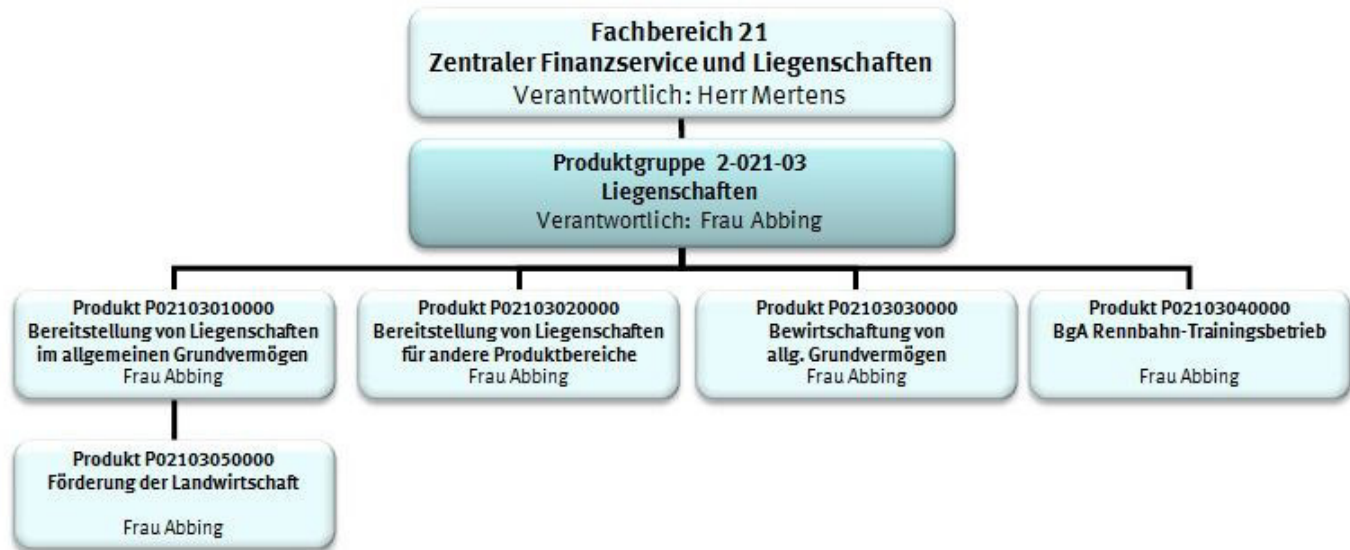 Fachbereich 21
Zentraler Finanzservice und Liegenschaften
Verantwortlich: Herr Mertens
Produktgruppe 2-021-03
Liegenschaften
Verantwortlich: Frau Abbing
Produkt P02103010000
Bereitstellung von Liegenschaften
im allgemeinen Grundvermögen
Frau Abbing
Produkt P02103020000
Bereitstellung von Liegenschaften
für andere Produktbereiche
Frau Abbing
Produkt P02103030000
Bewirtschaftung von
allg. Grundvermögen
Frau Abbing
Produkt P02103040000
BgA Rennbahn-Trainingsbetrieb
Frau Abbing
Produkt P02103050000
Förderung der Landwirtschaft
Frau Abbing